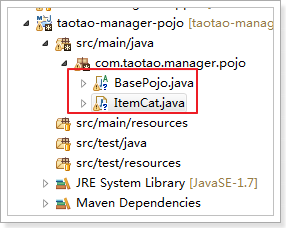 taotao-manager-pojo [taotao
src/main/java
com.taotao.manager.pojo
BasePojo.java
ItemCat.java
src/main/resources
src/test/java
src/test/resources
JRE System Library [JavaSE-1.7]
Maven Dependencies